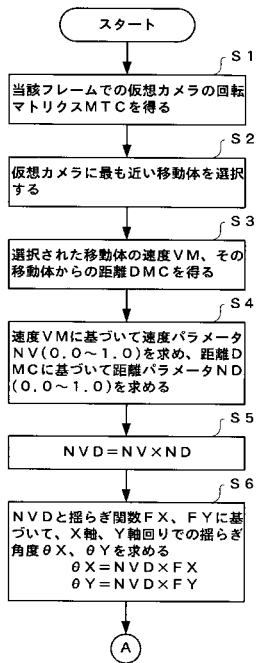 スタート
S1
当該フレームでの仮想カメラの回転
マトリクスMTCを得る
S2
仮想カメラに最も近い移動体を選択
する
S3
選択された移動体の速度VM、その
移動体からの距離DMCを得る
S4
速度VMに基づいて速度パラメータ
NV(0.0~1.0)を求め、距離D
MCに基づいて距離パラメータND
(0.0~1.0)を求める
S5
NVD=NV×ND
S6
NVDと揺らぎ関数FX、FYに基
づいて、X軸、Y軸回りでの揺らぎ
角度θX、θYを求める
θX=NVD×FX
θY=NVD×FY
A